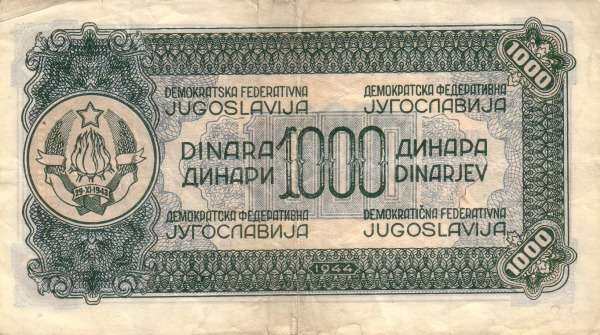 1000
DEMOKRATSKA FEDERATIVNA
JUGOSLAVIJA
ДЕМОКРАТСКА ФЕДЕРАТИВНА
ЈУГОСЛАВИЈА
DINARA
ДИНАРИ
1000
ДИНАРА
DINARJEV
29·XI·1943
ДЕМОКРАТСКА ФЕДЕРАТИВНА
ЈУГОСЛАВИЈА
DEMOKRATIČNA FEDERATIVNA
JUGOSLAVIJA
1944
1000